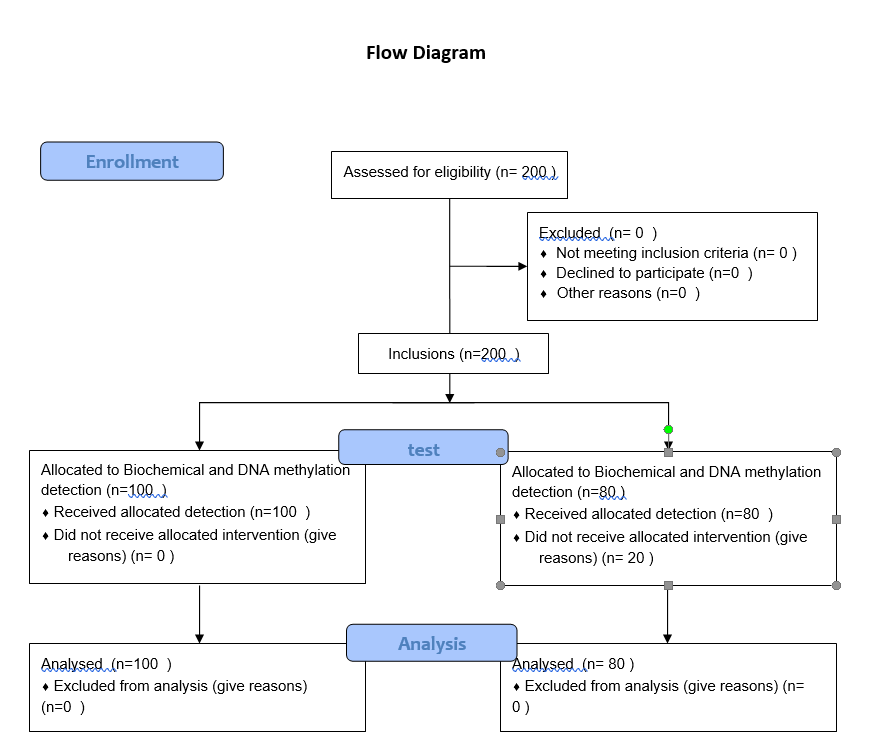 Flow Diagram
Enrollment
Assessed for eligibility (n= 200 )
Excluded  (n= 0  )
♦ Not meeting inclusion criteria (n= 0 )
♦ Declined to participate (n=0  )
♦ Other reasons (n=0  )
Inclusions (n=200  )
test
Allocated to Biochemical and DNA methylation
detection (n=100  )
♦ Received allocated detection (n=100  )
♦ Did not receive allocated intervention (give
reasons) (n= 0 )
Allocated to Biochemical and DNA methylation
detection (n=80 )
♦ Received allocated detection (n=80  )
♦ Did not receive allocated intervention (give
reasons) (n= 20 )
Analysis
Analysed  (n=100  )
♦ Excluded from analysis (give reasons)
(n=0  )
Analysed  (n= 80 )
♦ Excluded from analysis (give reasons) (n=
0 )